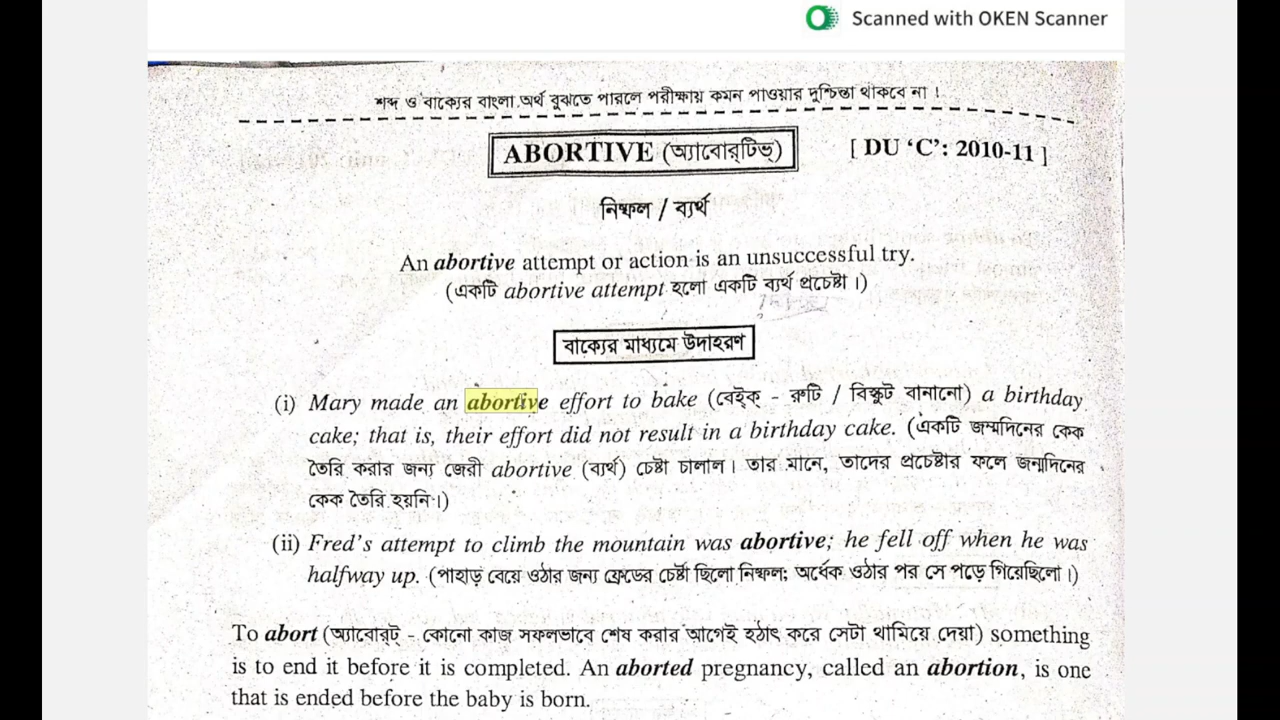 Scanned with OKEN Scanner
শব্দ ও বাক্যের বাংলা অর্থ বুঝতে পারলে পরীক্ষায় কমন পাওয়ার দুশ্চিন্তা থাকবে না !
ABORTIVE (অ্যাবোর্‌টিভ্‌) [ DU ‘C’: 2010-11 ]
নিষ্ফল / ব্যর্থ
An abortive attempt or action is an unsuccessful try.
(একটি abortive attempt হলো একটি ব্যর্থ প্রচেষ্টা।)
বাক্যের মাধ্যমে উদাহরণ
(i) Mary made an abortive effort to bake (বেইক্‌ - রুটি / বিস্কুট বানানো) a birthday
cake; that is, their effort did not result in a birthday cake. (একটি জন্মদিনের কেক
তৈরি করার জন্য জেরী abortive (ব্যর্থ) চেষ্টা চালাল। তার মানে, তাদের প্রচেষ্টার ফলে জন্মদিনের
কেক তৈরি হয়নি।)
(ii) Fred’s attempt to climb the mountain was abortive; he fell off when he was
halfway up. (পাহাড় বেয়ে ওঠার জন্য ফ্রেডের চেষ্টা ছিলো নিষ্ফল; অর্ধেক ওঠার পর সে পড়ে গিয়েছিলো।)
To abort (অ্যাবোর্‌ট্‌ - কোনো কাজ সফলভাবে শেষ করার আগেই হঠাৎ করে সেটা থামিয়ে দেয়া) something
is to end it before it is completed. An aborted pregnancy, called an abortion, is one
that is ended before the baby is born.